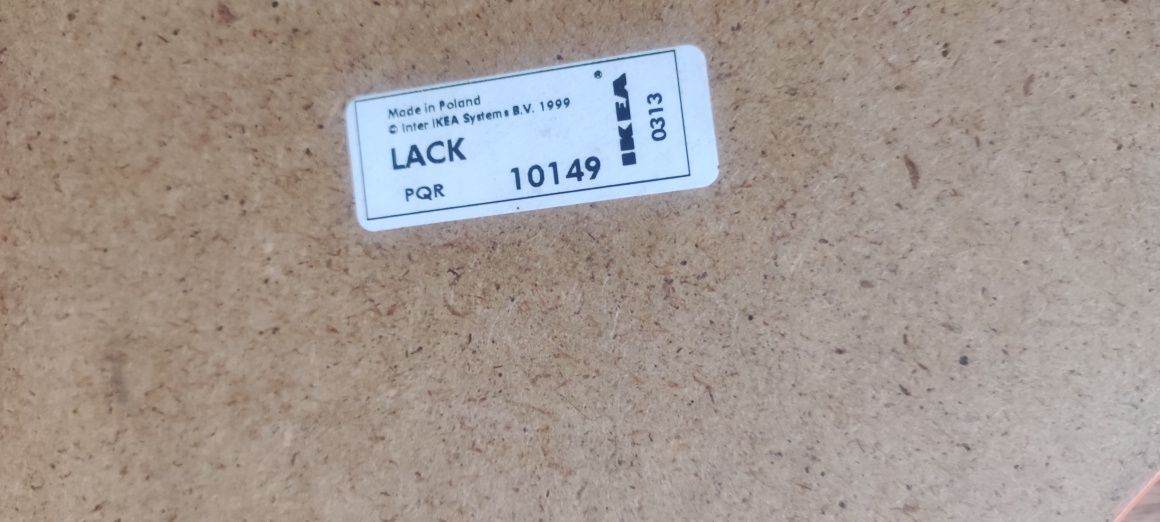 Made in Poland
© Inter IKEA Systems B.V. 1999
LACK
PQR
10149
IKEA ®
0313